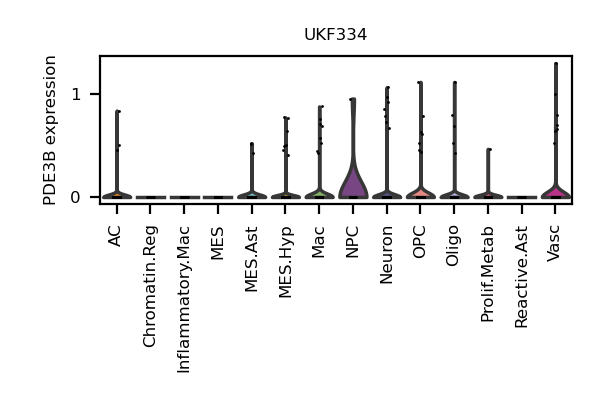 UKF334
PDE3B expression
1
0
AC
Chromatin.Reg
Inflammatory.Mac
MES
MES.Ast
MES.Hyp
Mac
NPC
Neuron
OPC
Oligo
Prolif.Metab
Reactive.Ast
Vasc